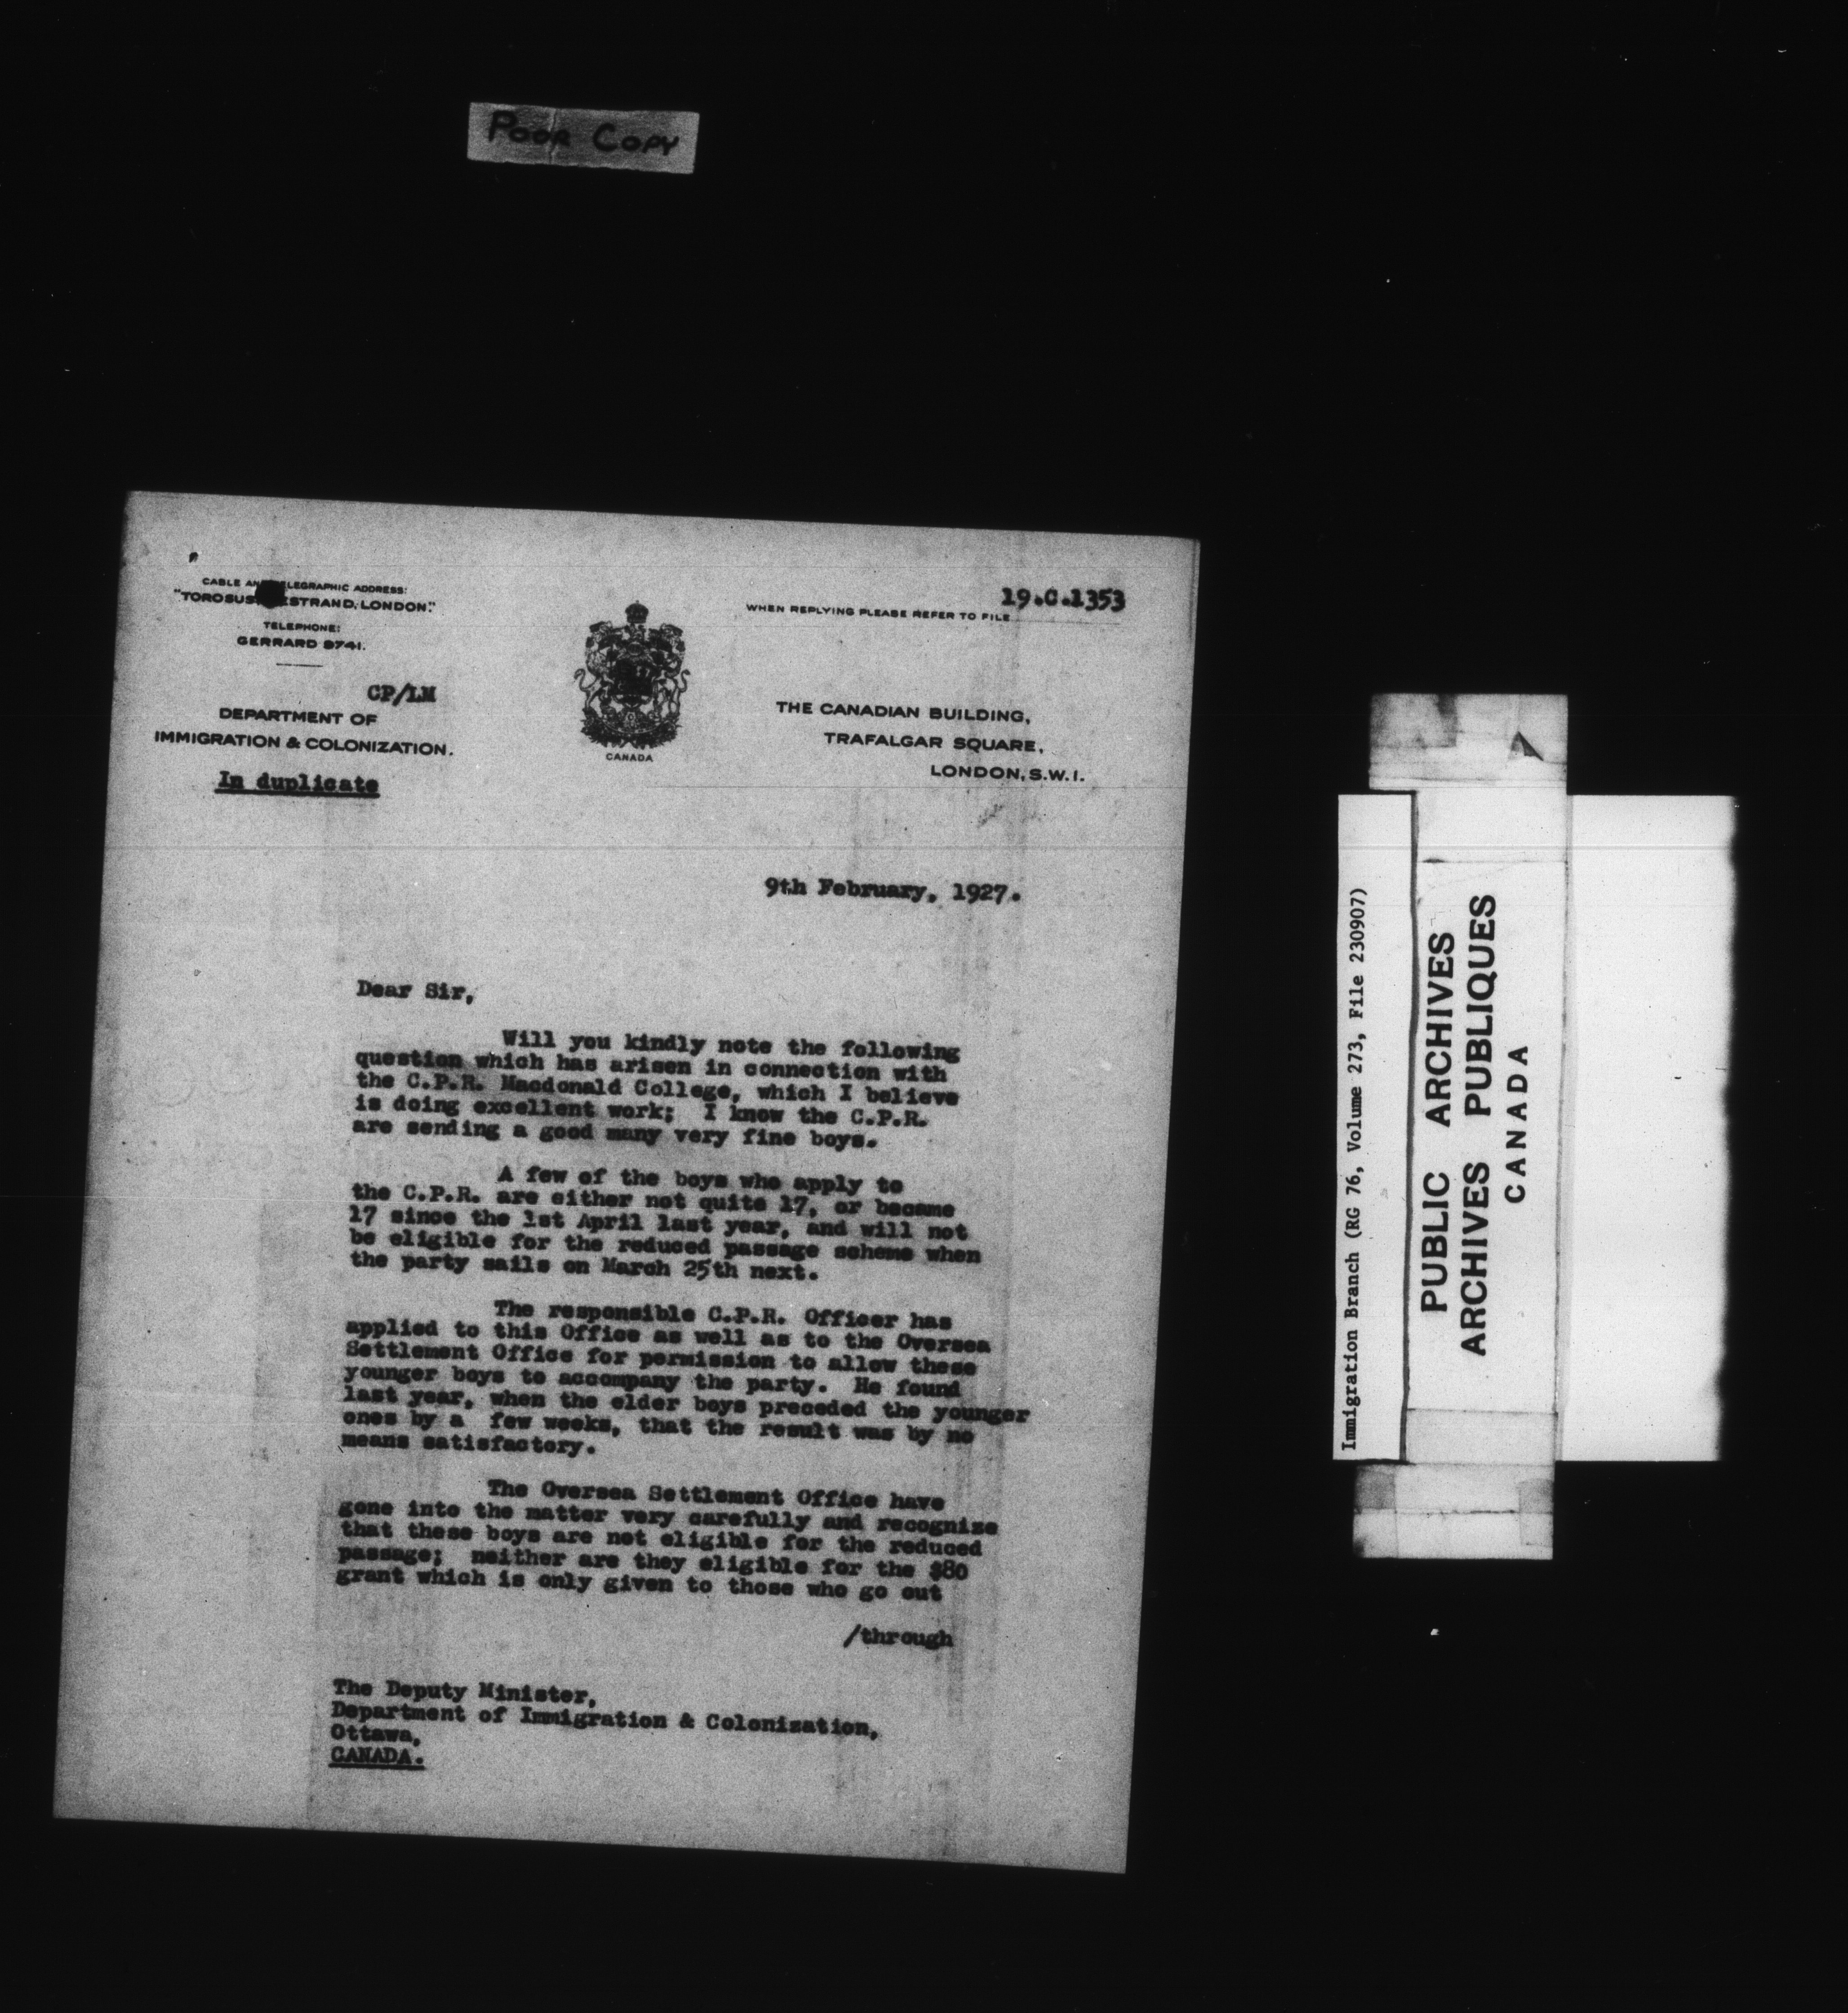 POOR COPY
CABLE AND TELEGRAPHIC ADDRESS:
"TOROSUS, STRAND, LONDON."
TELEPHONE:
GERRARD 9741.
CP/LM
DEPARTMENT OF
IMMIGRATION & COLONIZATION.
In duplicate
CANADA
WHEN REPLYING PLEASE REFER TO FILE 19.C.1353
THE CANADIAN BUILDING,
TRAFALGAR SQUARE,
LONDON, S.W.1.
9th February, 1927.
Dear Sir,
Will you kindly note the following
question which has arisen in connection with
the C.P.R. Macdonald College, which I believe
is doing excellent work; I know the C.P.R.
are sending a good many very fine boys.
A few of the boys who apply to
the C.P.R. are either not quite 17, or became
17 since the 1st April last year, and will not
be eligible for the reduced passage scheme when
the party sails on March 25th next.
The responsible C.P.R. Officer has
applied to this Office as well as to the Oversea
Settlement Office for permission to allow these
younger boys to accompany the party. He found
last year, when the elder boys preceded the younger
ones by a few weeks, that the result was by no
means satisfactory.
The Oversea Settlement Office have
gone into the matter very carefully and recognize
that these boys are not eligible for the reduced
passage; neither are they eligible for the $80
grant which is only given to those who go out
/through
The Deputy Minister,
Department of Immigration & Colonization,
Ottawa,
CANADA.
Immigration Branch (RG 76, Volume 273, File 230907)
PUBLIC ARCHIVES
ARCHIVES PUBLIQUES
CANADA